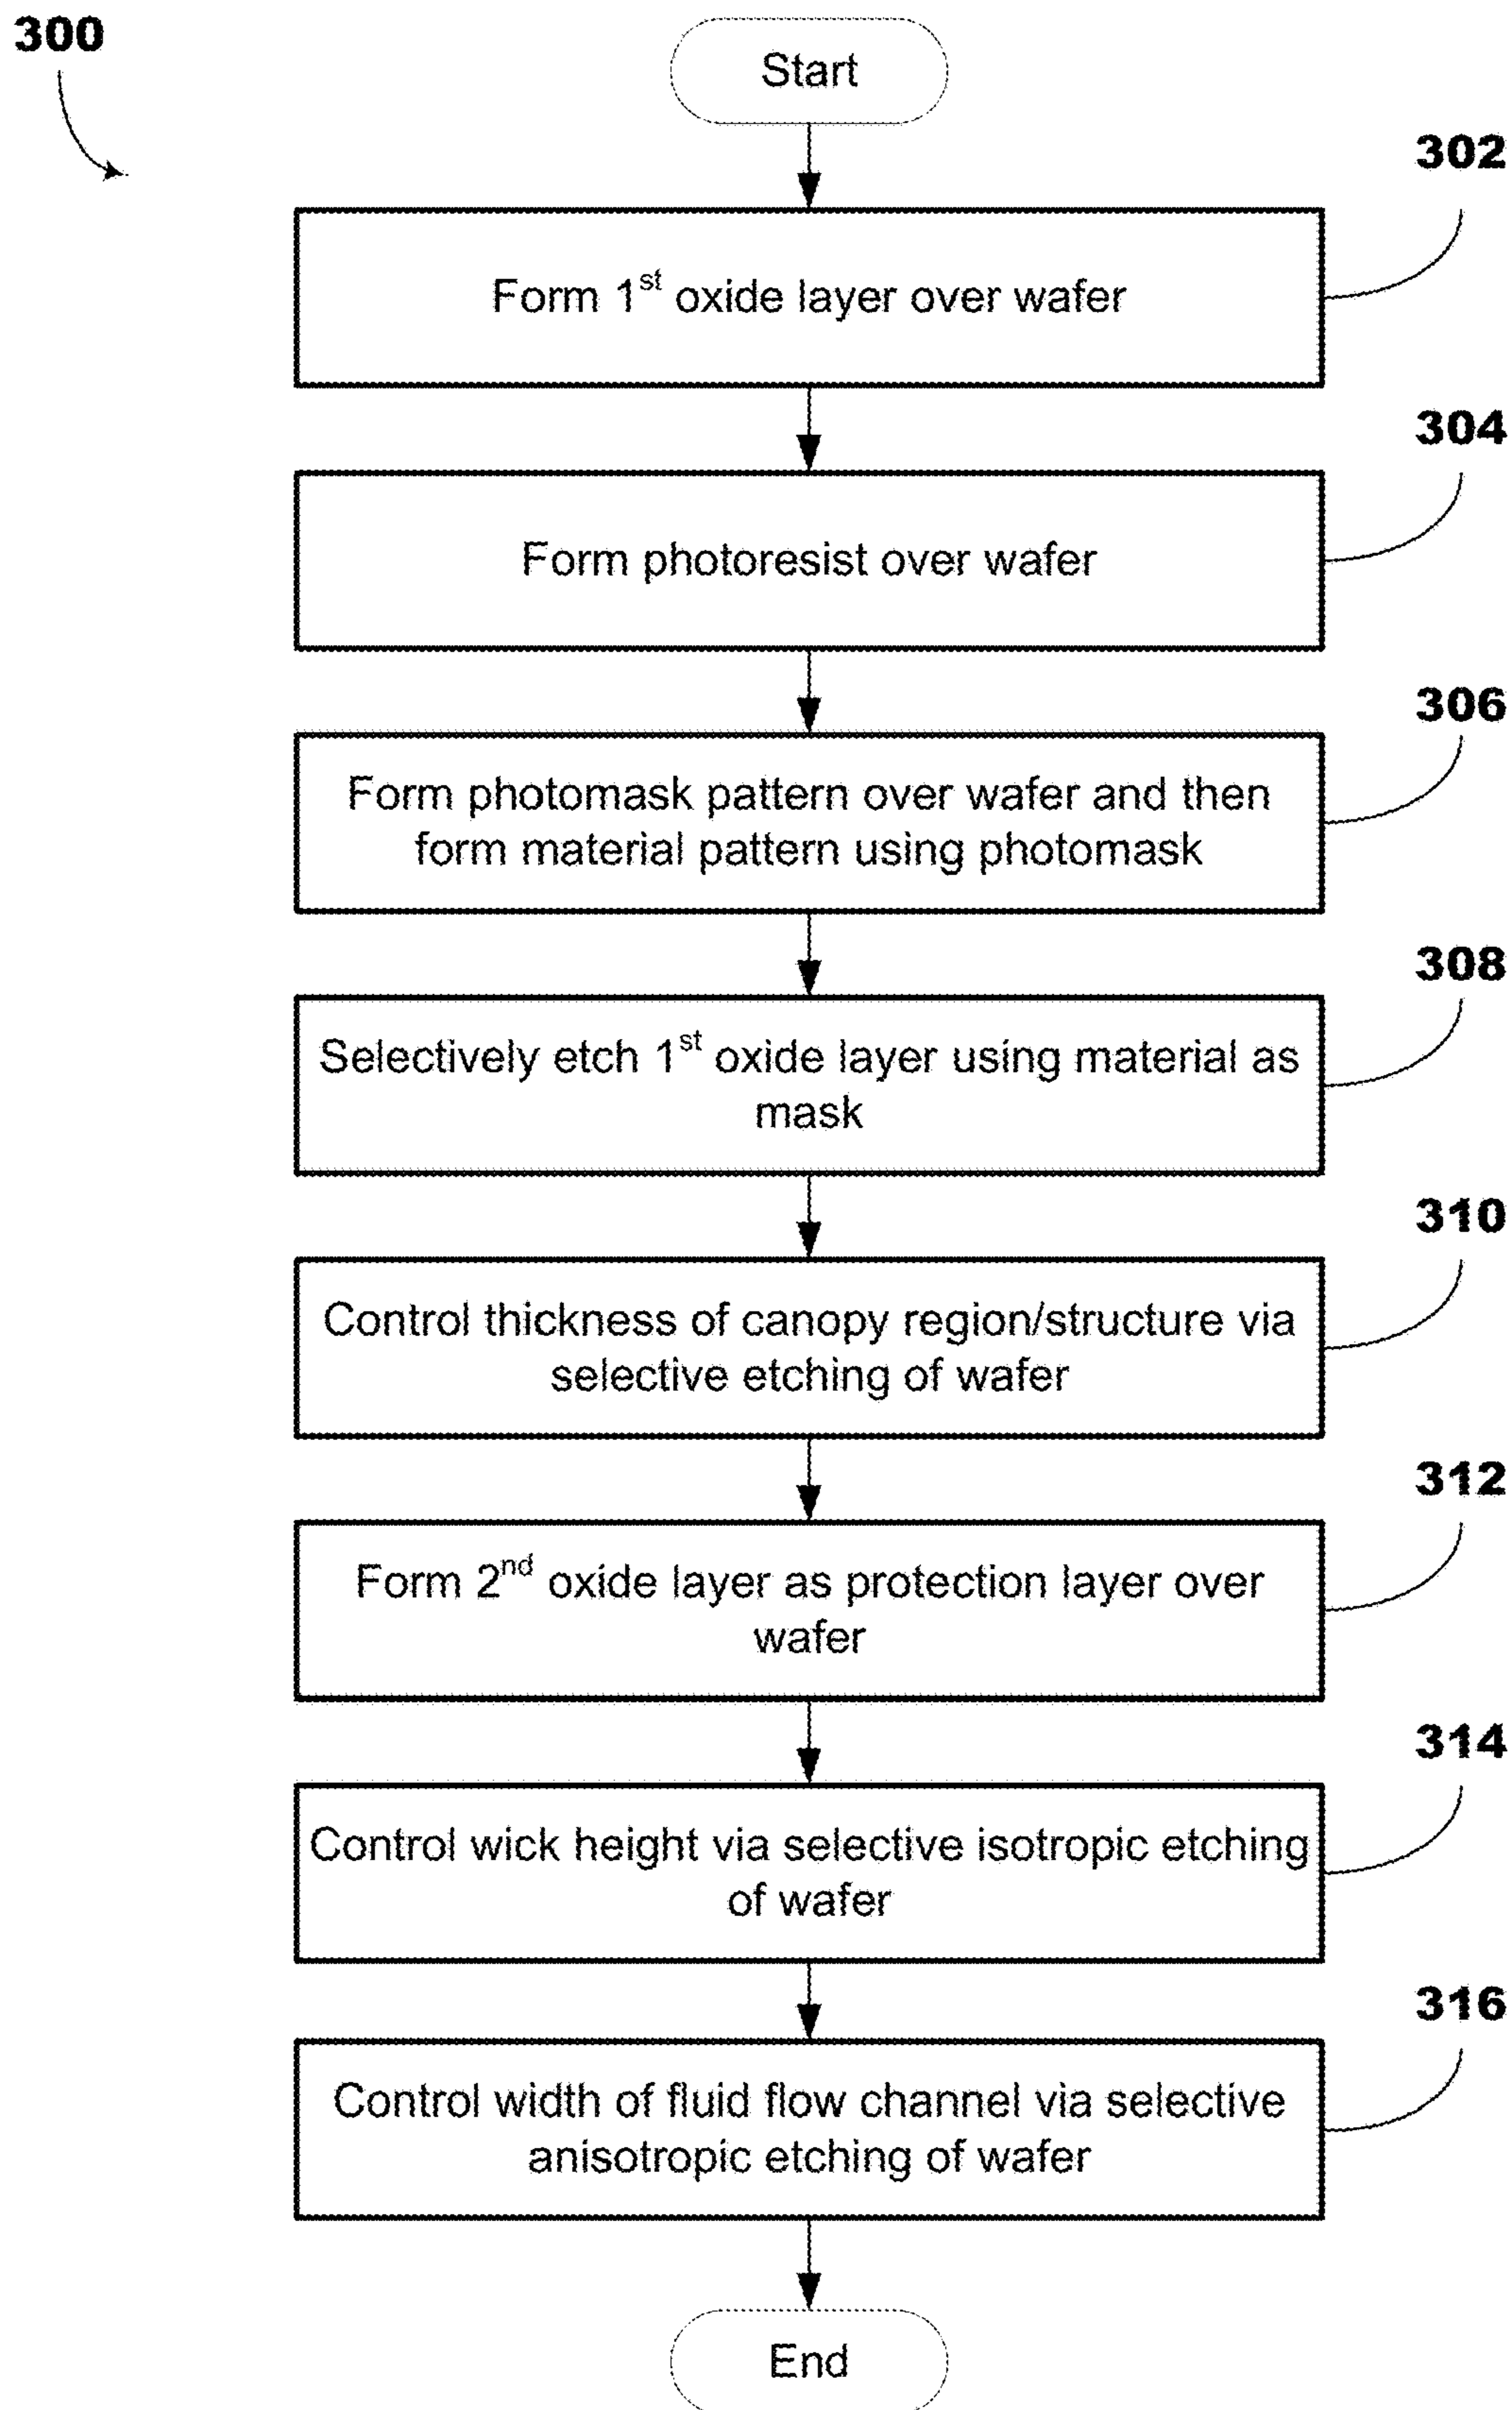 300
Start
302
Form 1st oxide layer over wafer
304
Form photoresist over wafer
306
Form photomask pattern over wafer and then
form material pattern using photomask
308
Selectively etch 1st oxide layer using material as
mask
310
Control thickness of canopy region/structure via
selective etching of wafer
312
Form 2nd oxide layer as protection layer over
wafer
314
Control wick height via selective isotropic etching
of wafer
316
Control width of fluid flow channel via selective
anisotropic etching of wafer
End